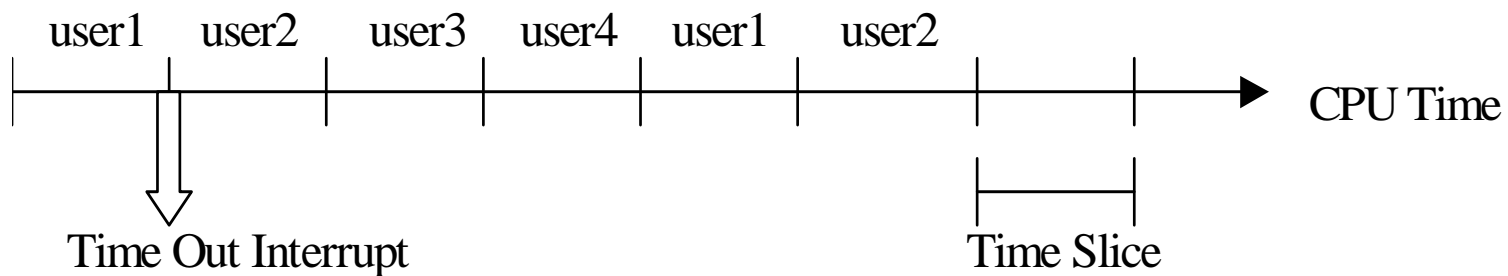 user1 user2 user3 user4 user1 user2
CPU Time
Time Out Interrupt Time Slice